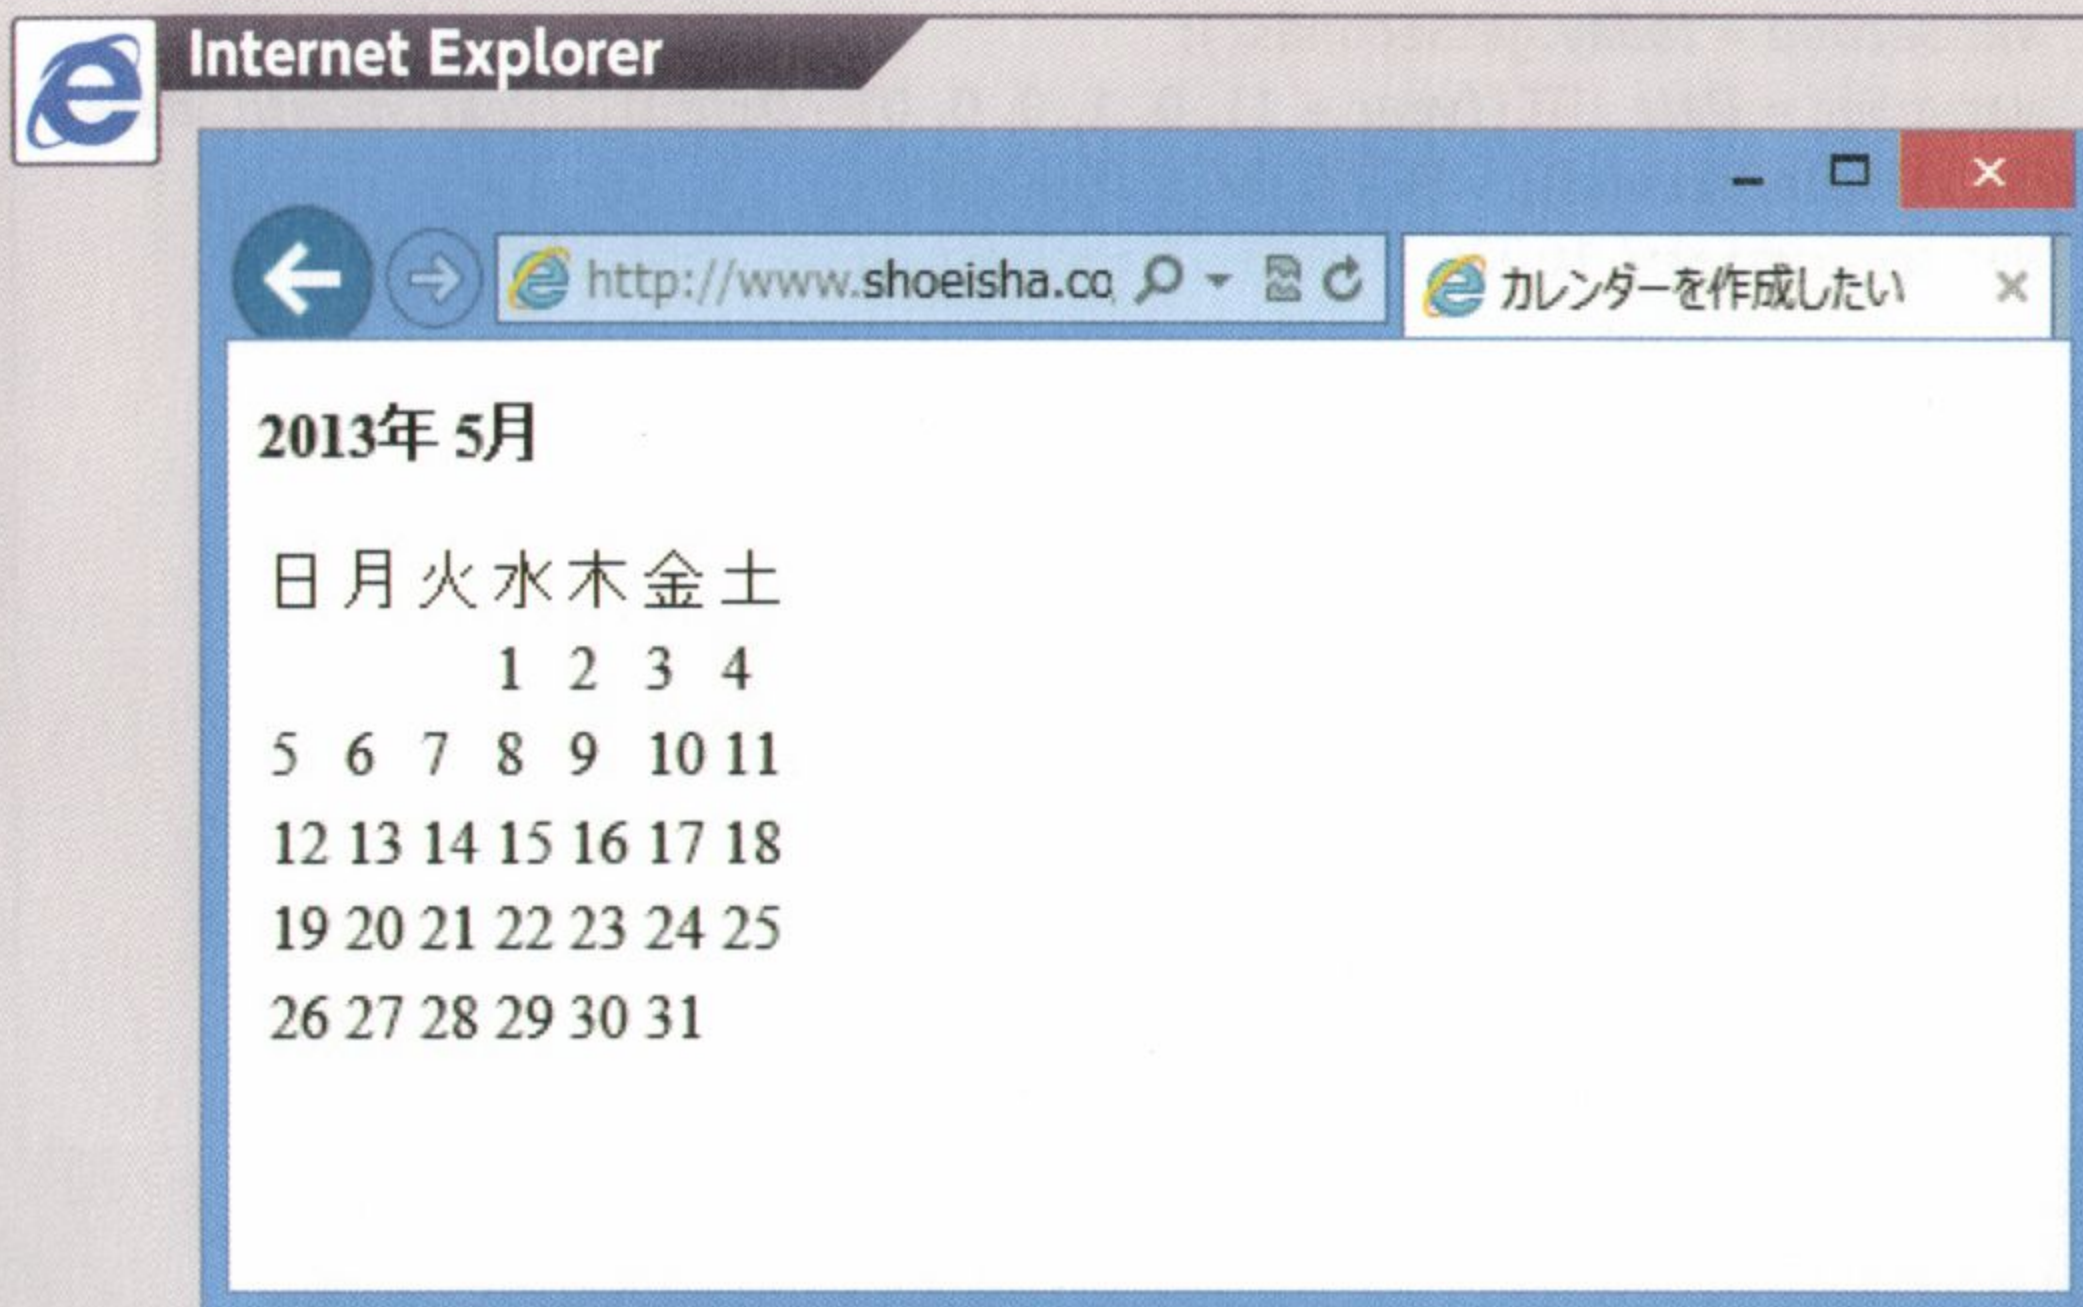 Internet Explorer
http://www.shoeisha.co
カレンダーを作成したい
2013年 5月
日 月 火 水 木 金 土
1 2 3 4
5 6 7 8 9 10 11
12 13 14 15 16 17 18
19 20 21 22 23 24 25
26 27 28 29 30 31